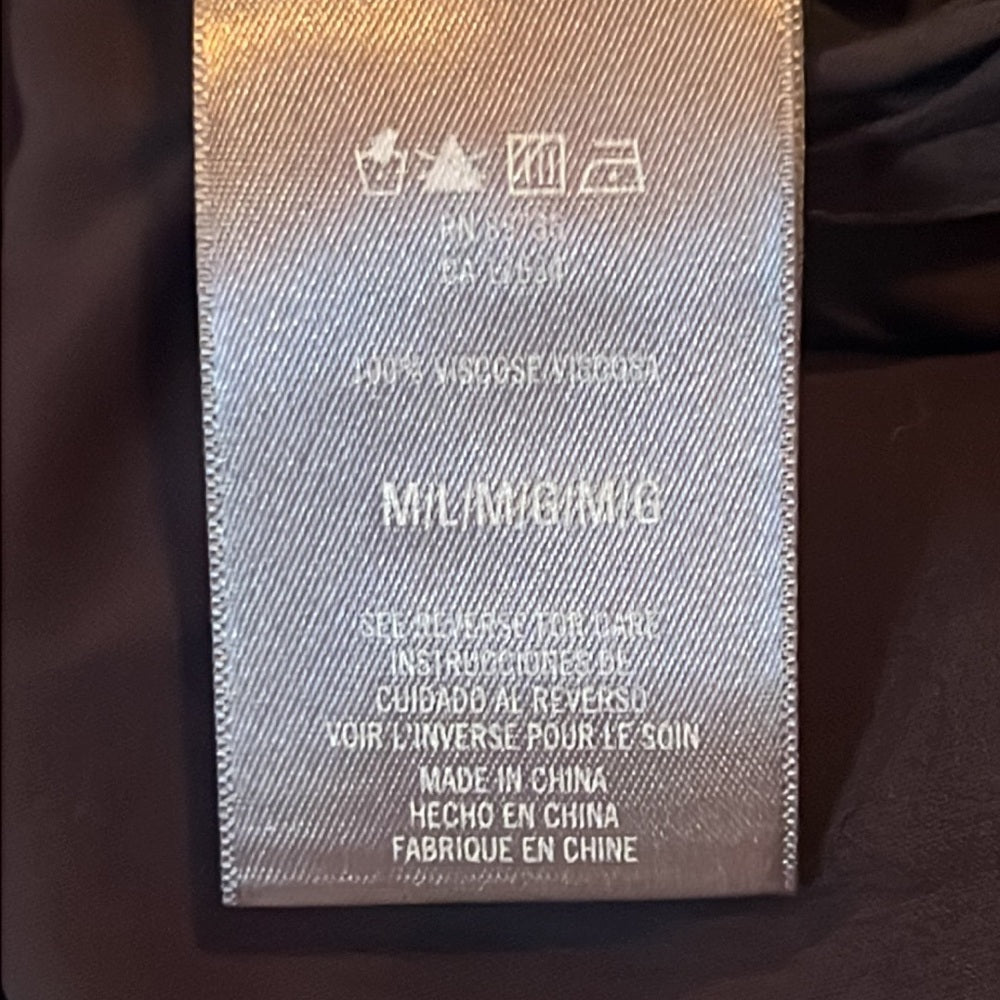 100% VISCOSE/VISCOSA
M/L/M/G/M/G
SEE REVERSE FOR CARE
INSTRUCCIONES DE
CUIDADO AL REVERSO
VOIR L'INVERSE POUR LE SOIN
MADE IN CHINA
HECHO EN CHINA
FABRIQUE EN CHINE